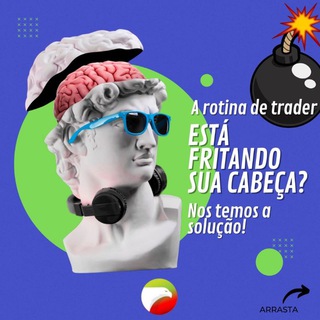 A rotina de trader
ESTÁ
FRITANDO
SUA CABEÇA?
Nos temos a
solução!
ARRASTA